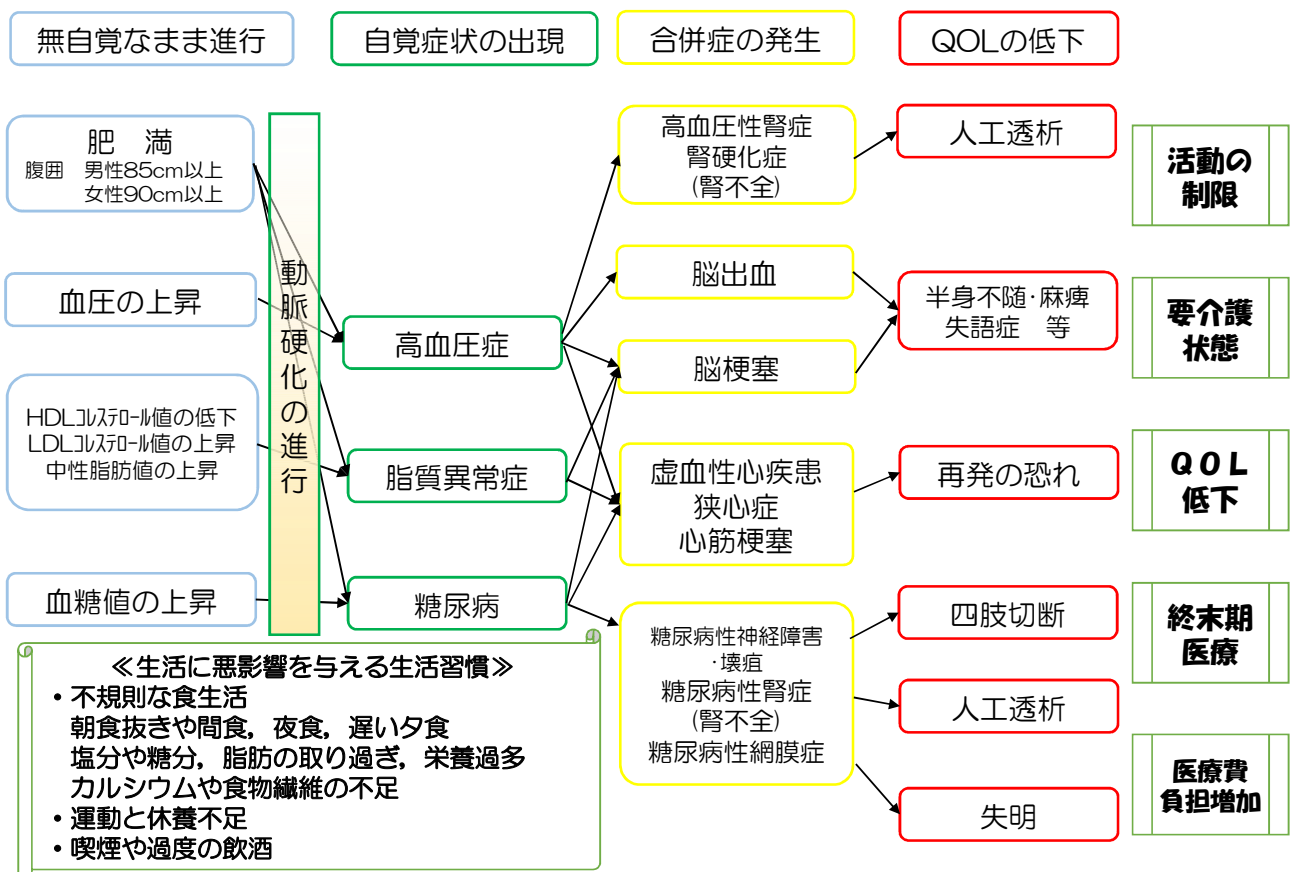 無自覚なまま進行
自覚症状の出現
合併症の発生
QOLの低下
肥　満
腹囲　男性85cm以上
女性90cm以上
血圧の上昇
HDLｺﾚｽﾃﾛｰﾙ値の低下
LDLｺﾚｽﾃﾛｰﾙ値の上昇
中性脂肪値の上昇
血糖値の上昇
動脈硬化の進行
高血圧症
脂質異常症
糖尿病
高血圧性腎症
腎硬化症
(腎不全)
脳出血
脳梗塞
虚血性心疾患
狭心症
心筋梗塞
糖尿病性神経障害
・壊疽
糖尿病性腎症
(腎不全)
糖尿病性網膜症
人工透析
半身不随・麻痺
失語症　等
再発の恐れ
四肢切断
人工透析
失明
活動の
制限
要介護
状態
QOL
低下
終末期
医療
医療費
負担増加
≪生活に悪影響を与える生活習慣≫
・不規則な食生活
朝食抜きや間食，夜食，遅い夕食
塩分や糖分，脂肪の取り過ぎ，栄養過多
カルシウムや食物繊維の不足
・運動と休養不足
・喫煙や過度の飲酒